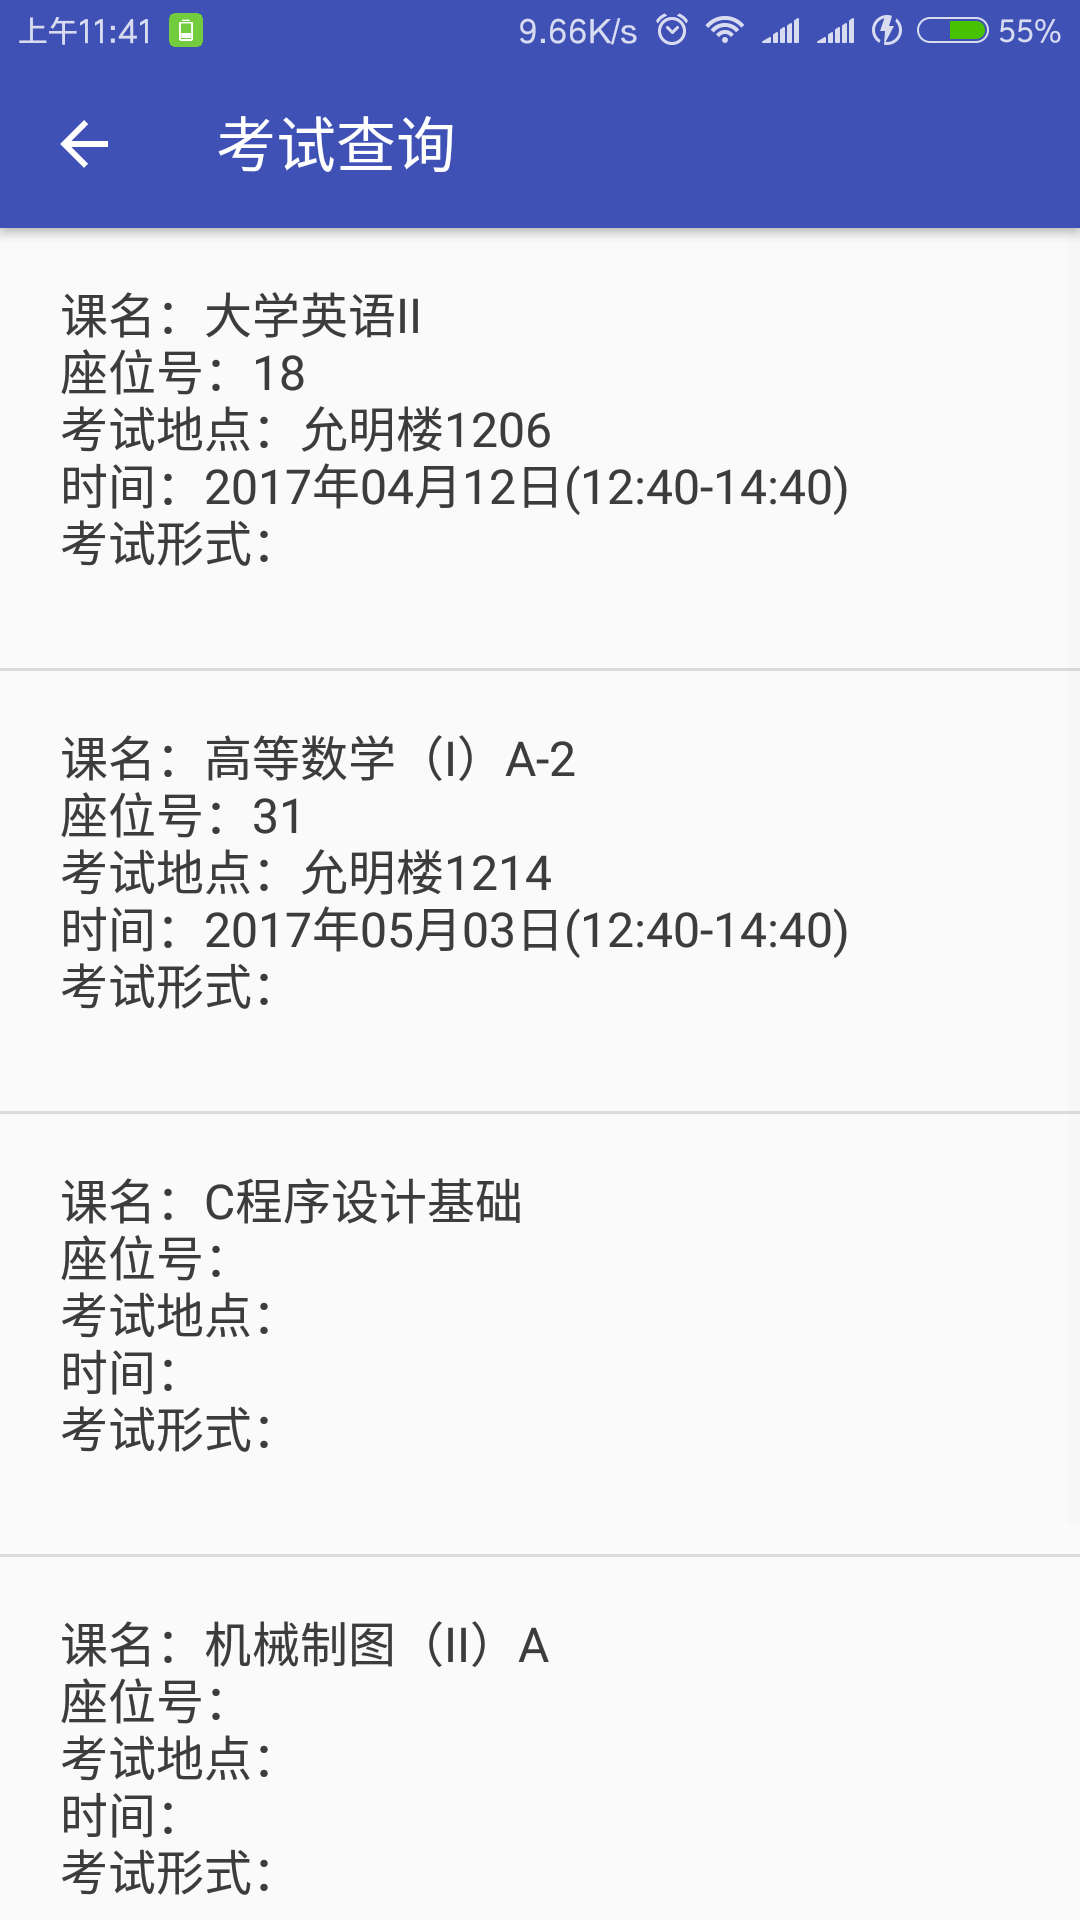 上午11:41 9.66K/s 55%
考试查询
课名：大学英语II
座位号：18
考试地点：允明楼1206
时间：2017年04月12日(12:40-14:40)
考试形式：
课名：高等数学（I）A-2
座位号：31
考试地点：允明楼1214
时间：2017年05月03日(12:40-14:40)
考试形式：
课名：C程序设计基础
座位号：
考试地点：
时间：
考试形式：
课名：机械制图（II）A
座位号：
考试地点：
时间：
考试形式：